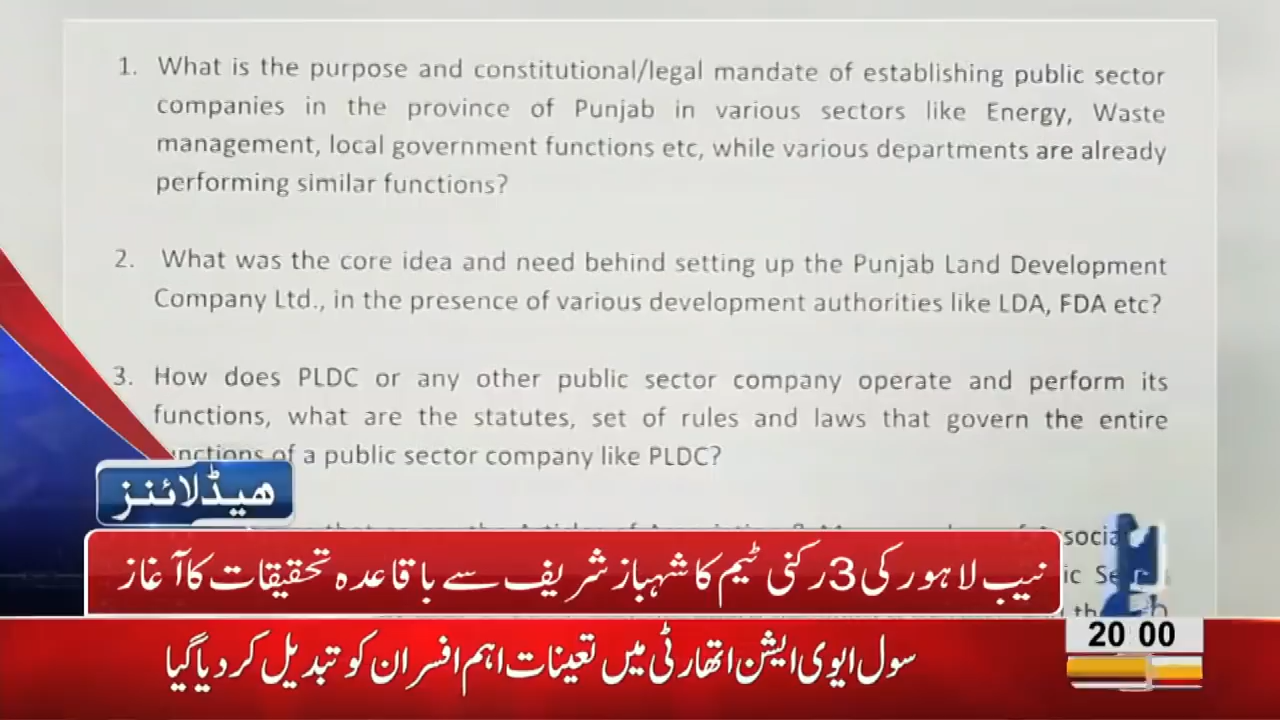 1. What is the purpose and constitutional/legal mandate of establishing public sector
companies in the province of Punjab in various sectors like Energy, Waste
management, local government functions etc, while various departments are already
performing similar functions?
2. What was the core idea and need behind setting up the Punjab Land Development
Company Ltd., in the presence of various development authorities like LDA, FDA etc?
3. How does PLDC or any other public sector company operate and perform its
functions, what are the statutes, set of rules and laws that govern the entire
of a public sector company like PLDC?
ھیڈلائنز
نیب لاہور کی 3 رکنی ٹیم کا شہباز شریف سے باقاعدہ تحقیقات کا آغاز
سول ایوی ایشن اتھارٹی میں تعینات اہم افسران کو تبدیل کر دیا گیا
20 00